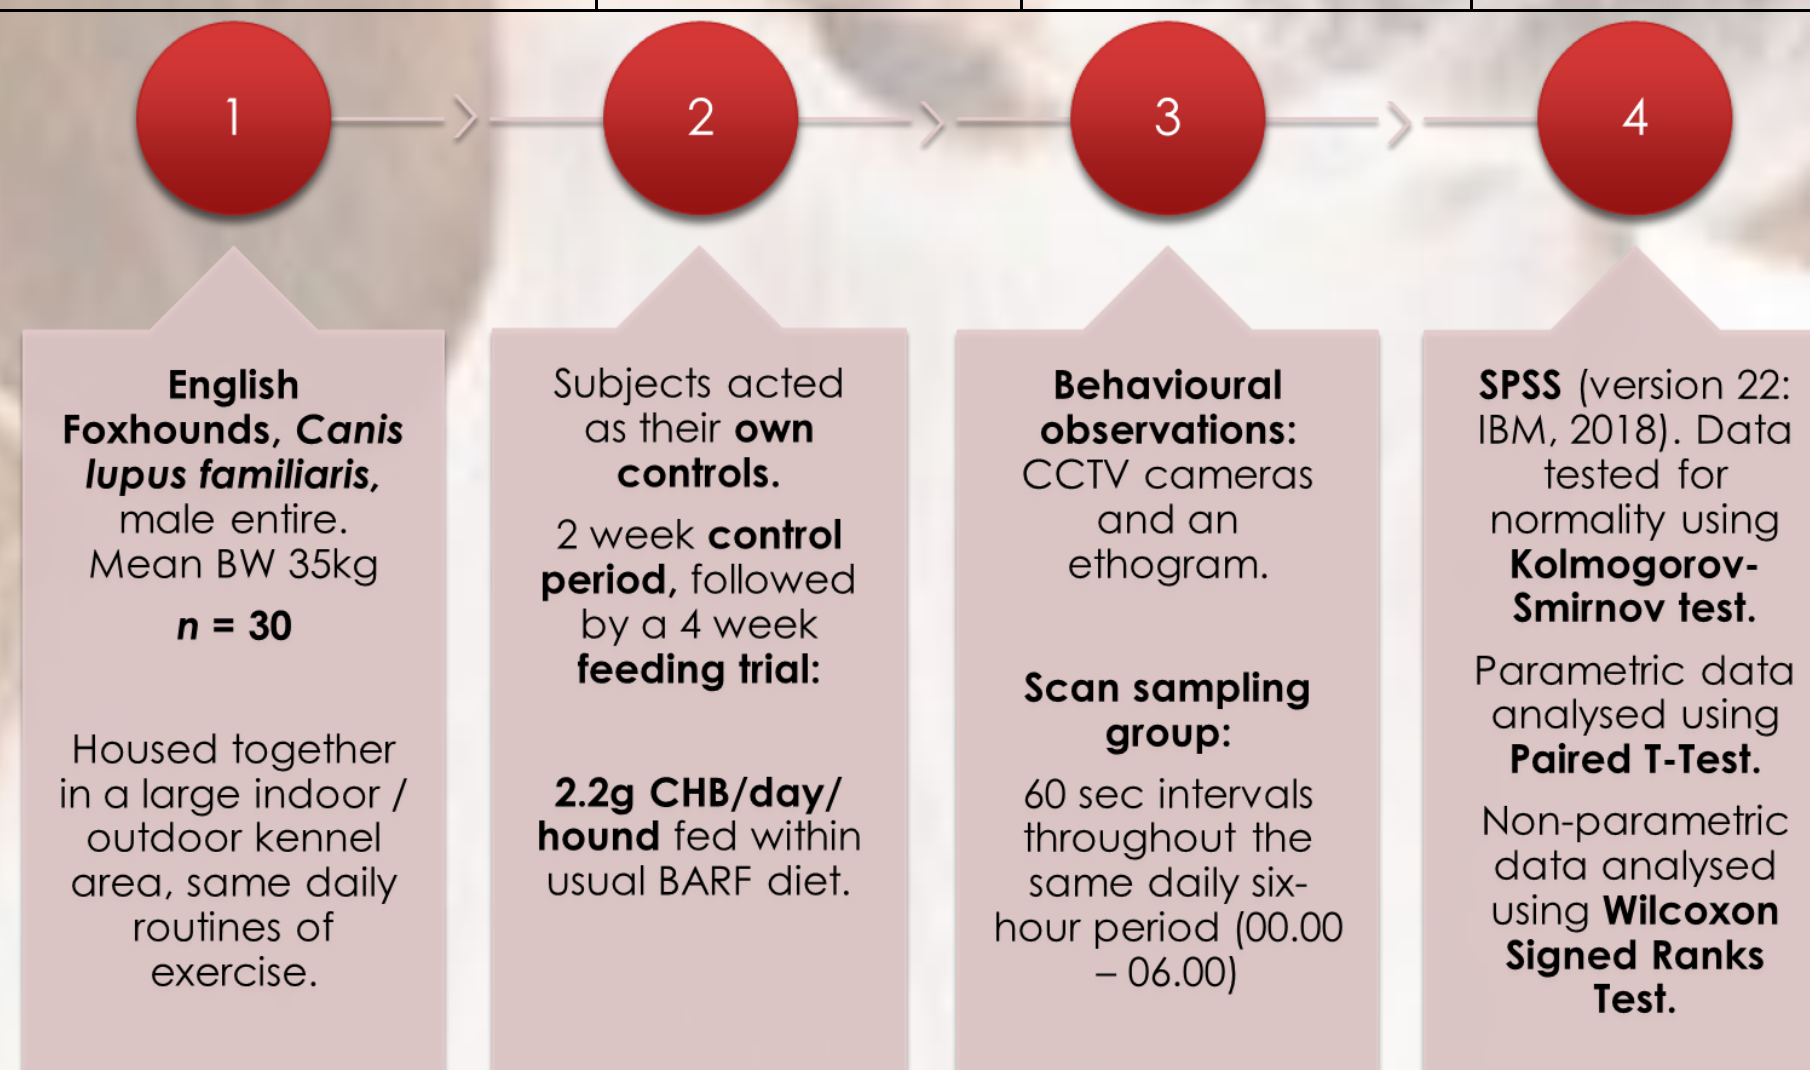 1
English
Foxhounds, Canis
lupus familiaris,
male entire.
Mean BW 35kg
n = 30
Housed together
in a large indoor /
outdoor kennel
area, same daily
routines of
exercise.
2
Subjects acted
as their own
controls.
2 week control
period, followed
by a 4 week
feeding trial:
2.2g CHB/day/
hound fed within
usual BARF diet.
3
Behavioural
observations:
CCTV cameras
and an
ethogram.
Scan sampling
group:
60 sec intervals
throughout the
same daily six-
hour period (00.00
– 06.00)
4
SPSS (version 22:
IBM, 2018). Data
tested for
normality using
Kolmogorov-
Smirnov test.
Parametric data
analysed using
Paired T-Test.
Non-parametric
data analysed
using Wilcoxon
Signed Ranks
Test.